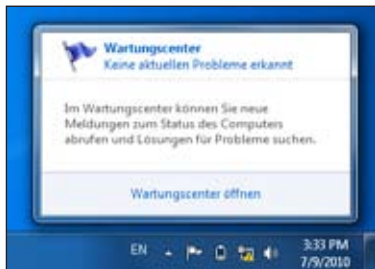 Wartungscenter
Keine aktuellen Probleme erkannt
Im Wartungscenter können Sie neue
Meldungen zum Status des Computers
abrufen und Lösungen für Probleme suchen.
Wartungscenter öffnen
EN
3:33 PM
7/9/2010